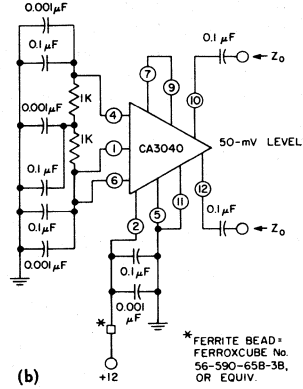 0.001µF
0.1µF
0.001µF
1K
1K
0.1µF
0.1µF
0.001µF
7
9
4
1
6
CA3040
10
12
2
5
11
0.1µF
Z₀
50-mV LEVEL
0.1µF
Z₀
0.1µF
0.001
µF
*
+12
(b)
*FERRITE BEAD=
FERROXCUBE No.
56-590-65B-3B,
OR EQUIV.